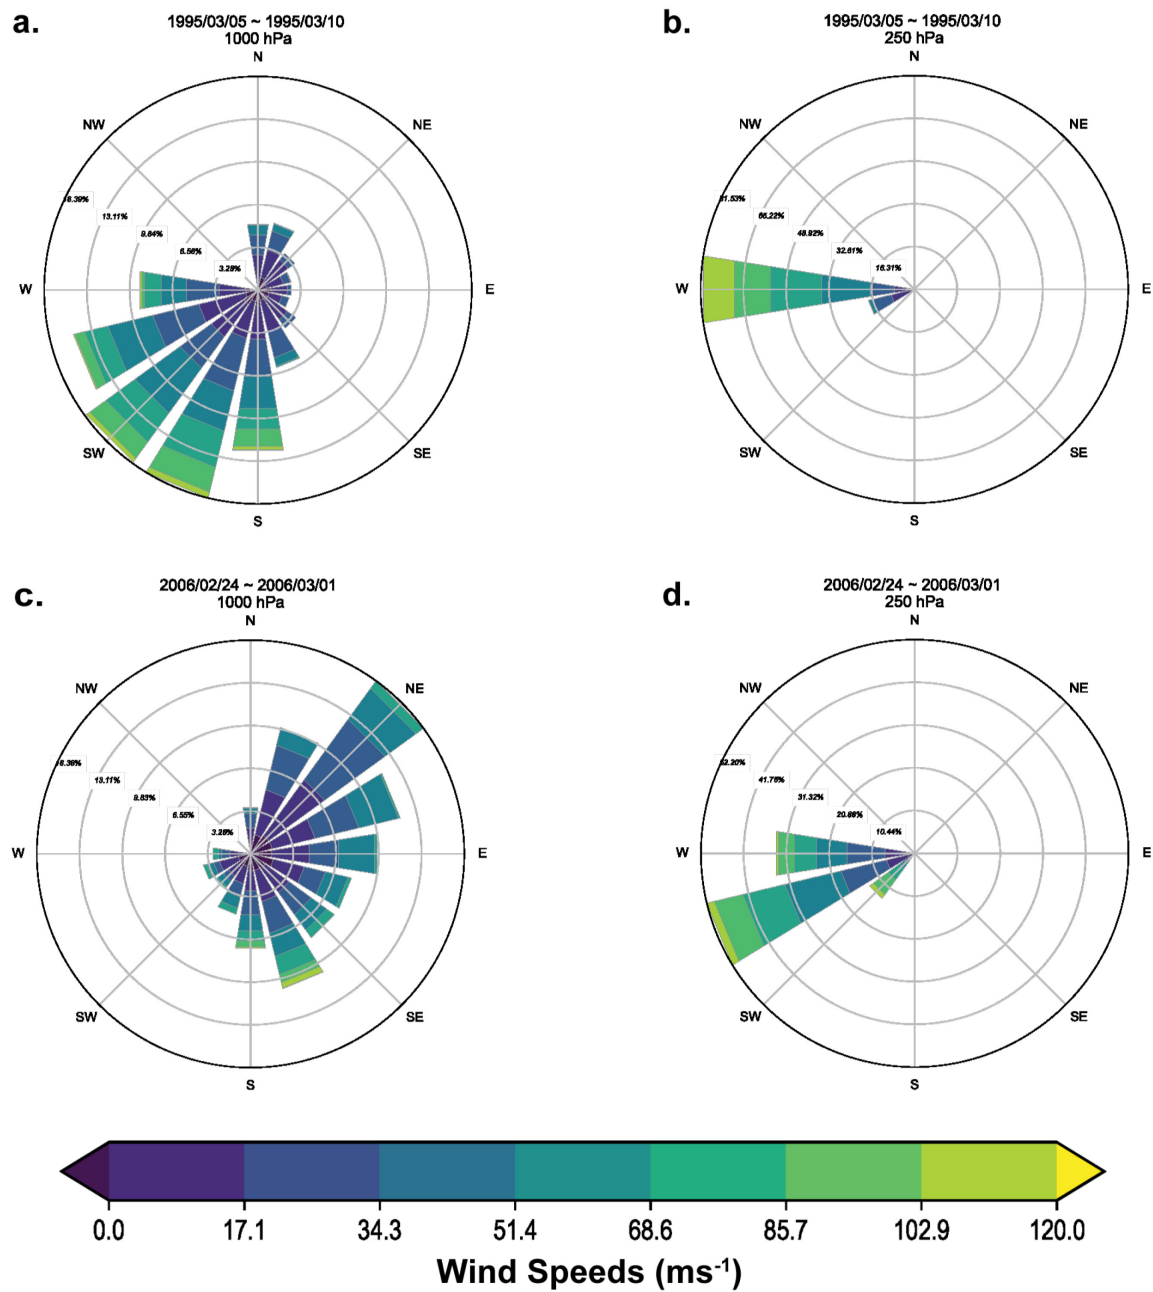 a.
1995/03/05 ~ 1995/03/10
1000 hPa
N
NW
NE
13.11%
9.84%
6.56%
3.28%
W
E
SW
SE
S
b.
1995/03/05 ~ 1995/03/10
250 hPa
N
NW
NE
65.22%
48.92%
32.61%
16.31%
W
E
SW
SE
S
c.
2006/02/24 ~ 2006/03/01
1000 hPa
N
NW
NE
13.11%
9.83%
6.55%
3.28%
W
E
SW
SE
S
d.
2006/02/24 ~ 2006/03/01
250 hPa
N
NW
NE
41.76%
31.32%
20.88%
10.44%
W
E
SW
SE
S
0.0 17.1 34.3 51.4 68.6 85.7 102.9 120.0
Wind Speeds (ms-1)